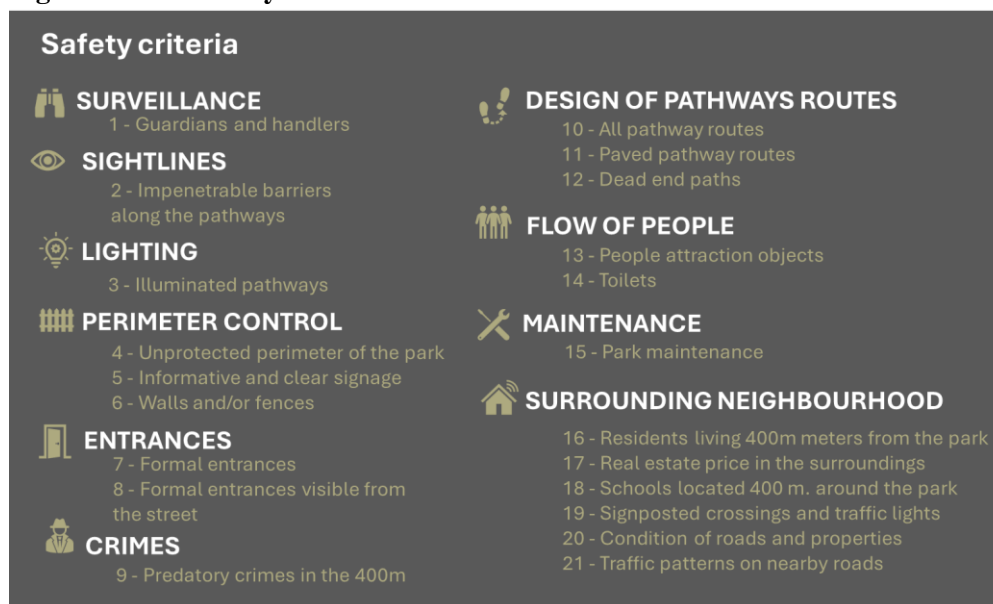 Safety criteria
SURVEILLANCE
1 - Guardians and handlers
SIGHTLINES
2 - Impenetrable barriers
along the pathways
LIGHTING
3 - Illuminated pathways
PERIMETER CONTROL
4 - Unprotected perimeter of the park
5 - Informative and clear signage
6 - Walls and/or fences
ENTRANCES
7 - Formal entrances
8 - Formal entrances visible from
the street
CRIMES
9 - Predatory crimes in the 400m
DESIGN OF PATHWAYS ROUTES
10 - All pathway routes
11 - Paved pathway routes
12 - Dead end paths
FLOW OF PEOPLE
13 - People attraction objects
14 - Toilets
MAINTENANCE
15 - Park maintenance
SURROUNDING NEIGHBOURHOOD
16 - Residents living 400m meters from the park
17 - Real estate price in the surroundings
18 - Schools located 400 m. around the park
19 - Signposted crossings and traffic lights
20 - Condition of roads and properties
21 - Traffic patterns on nearby roads